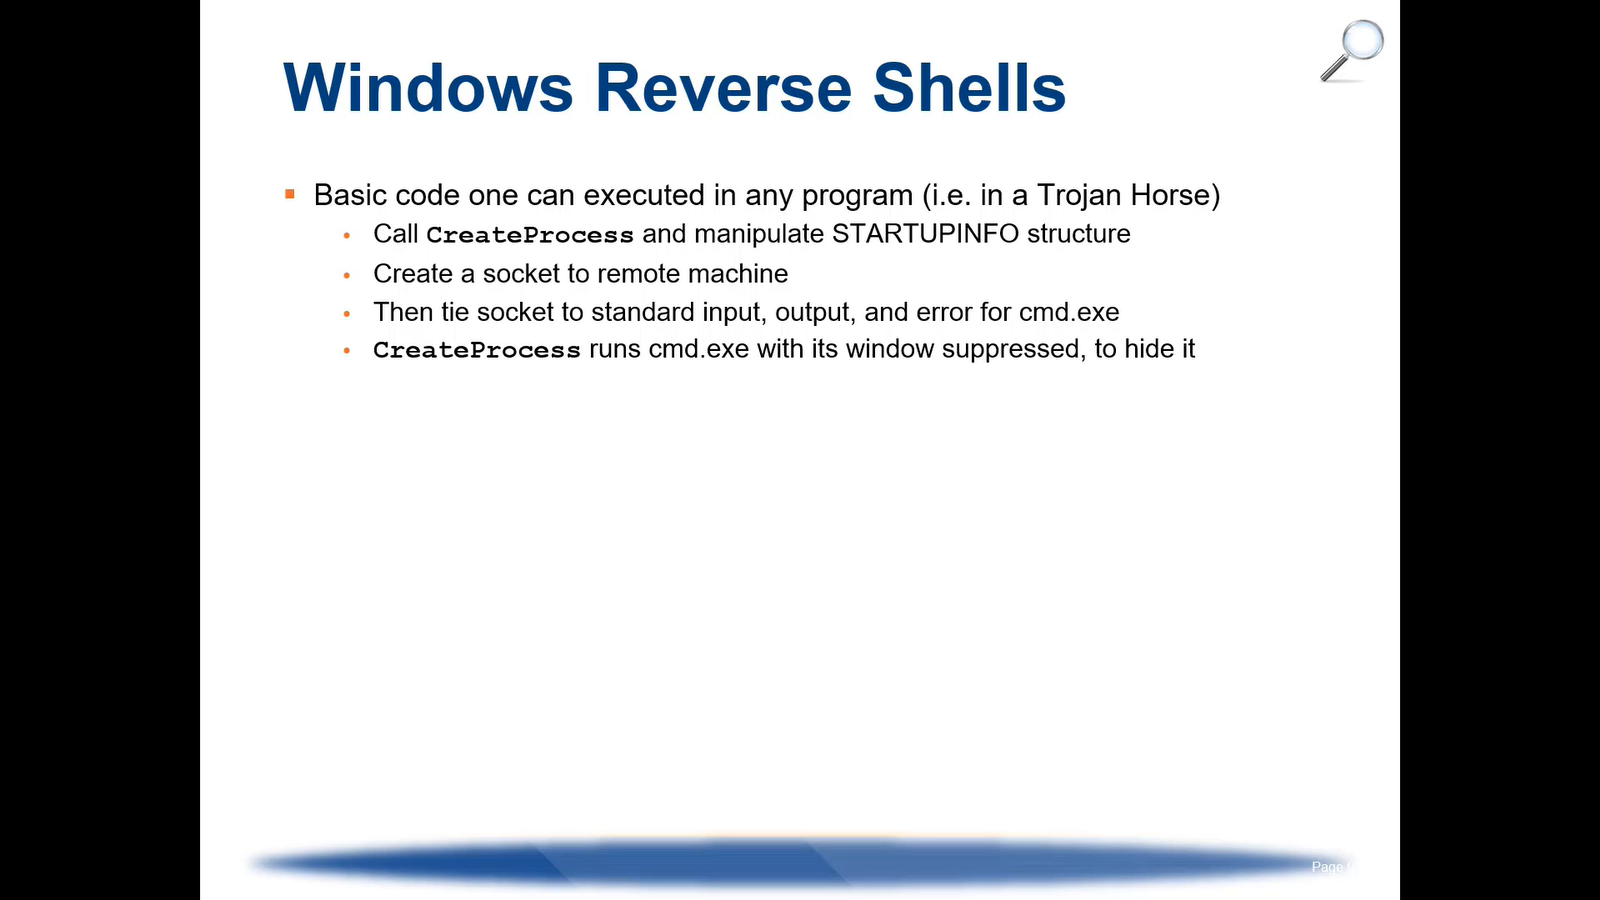 Windows Reverse Shells
Basic code one can executed in any program (i.e. in a Trojan Horse)
Call CreateProcess and manipulate STARTUPINFO structure
Create a socket to remote machine
Then tie socket to standard input, output, and error for cmd.exe
CreateProcess runs cmd.exe with its window suppressed, to hide it
Page